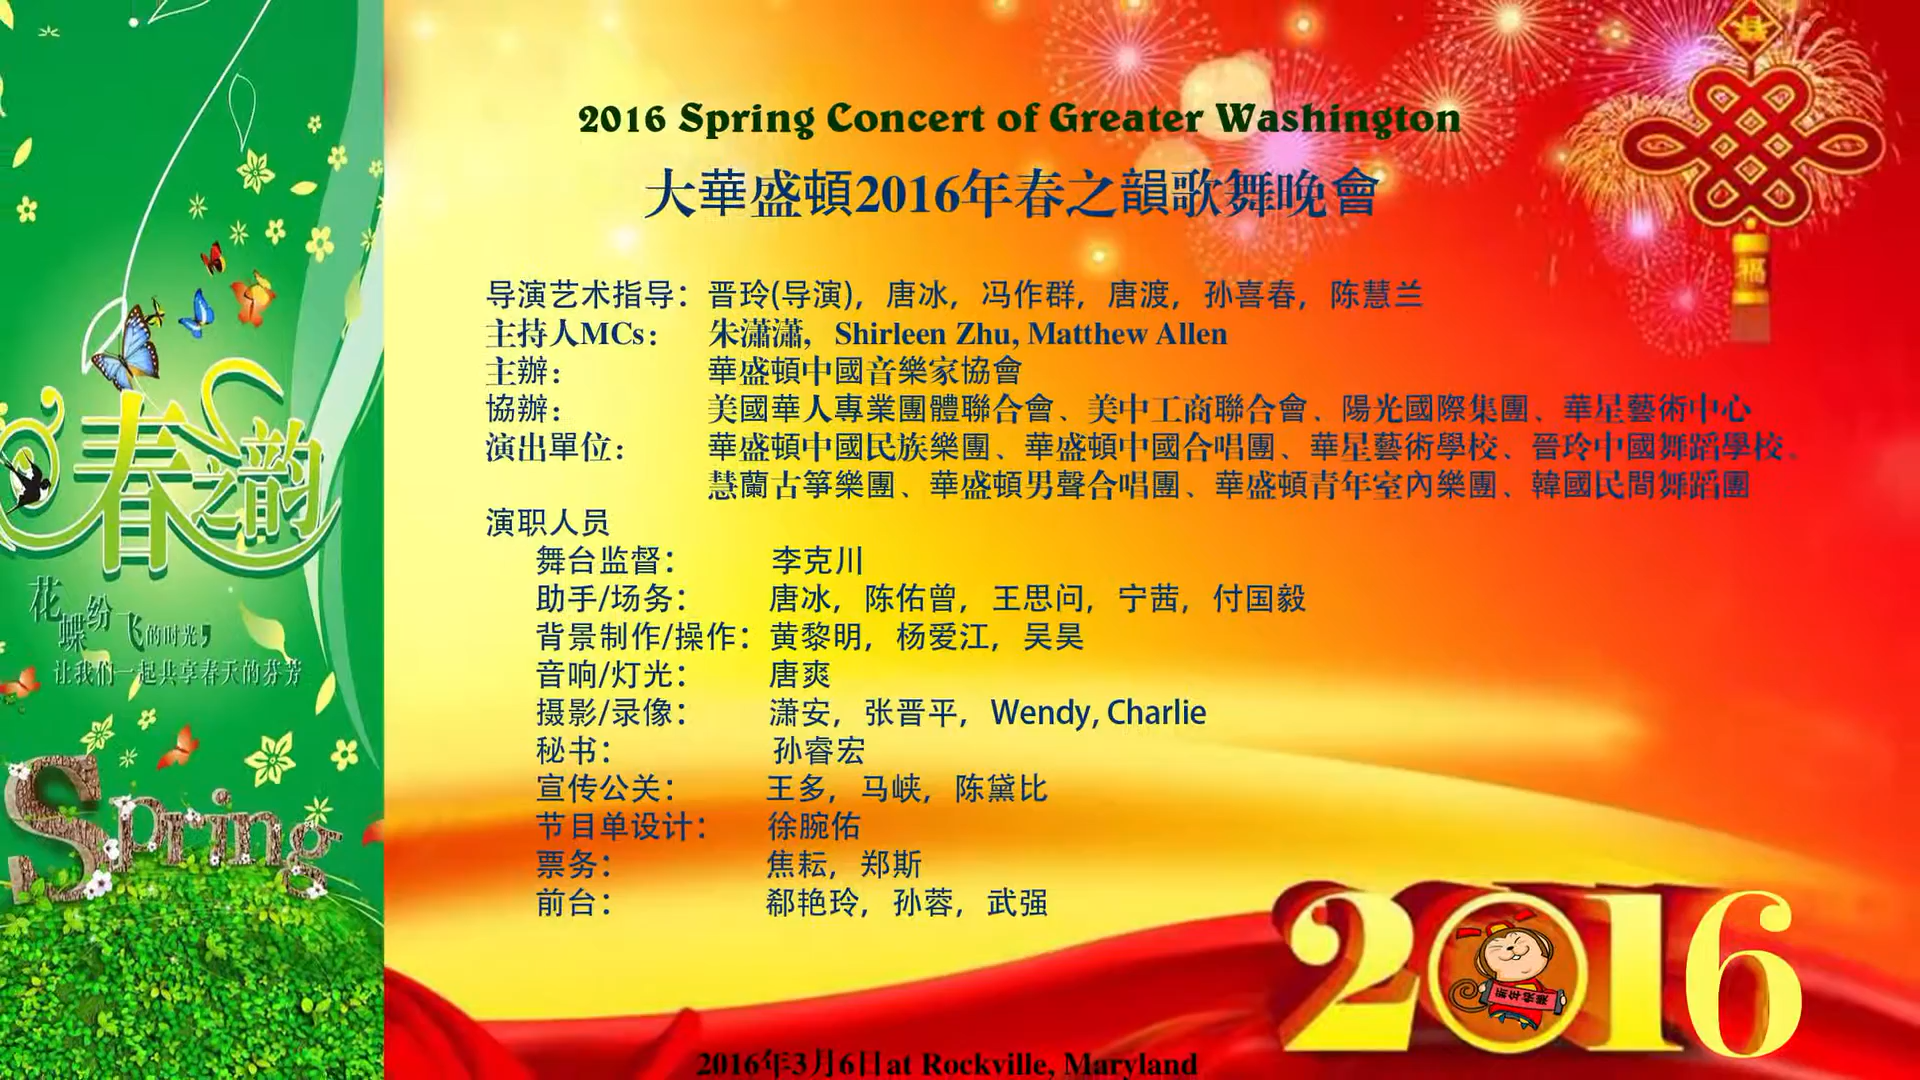 2016 Spring Concert of Greater Washington
大華盛頓2016年春之韻歌舞晚會
导演艺术指导：晋玲(导演)，唐冰，冯作群，唐渡，孙喜春，陈慧兰
主持人MCs： 朱瀟瀟，Shirleen Zhu, Matthew Allen
主辦： 華盛頓中國音樂家協會
協辦： 美國華人專業團體聯合會、美中工商聯合會、陽光國際集團、華星藝術中心
演出單位： 華盛頓中國民族樂團、華盛頓中國合唱團、華星藝術學校、晉玲中國舞蹈學校、
慧蘭古箏樂團、華盛頓男聲合唱團、華盛頓青年室內樂團、韓國民間舞蹈團
演职人员
舞台监督： 李克川
助手/场务： 唐冰，陈佑曾，王思问，宁茜，付国毅
背景制作/操作：黄黎明，杨爱江，吴昊
音响/灯光： 唐爽
摄影/录像： 潇安，张晋平，Wendy, Charlie
秘书： 孙睿宏
宣传公关： 王多，马峡，陈黛比
节目单设计： 徐腕佑
票务： 焦耘，郑斯
前台： 郗艳玲，孙蓉，武强
春之韵
花蝶纷飞的时光，
让我们一起共享春天的芬芳
Spring
春
福
2016
新年快樂
2016年3月6日at Rockville, Maryland